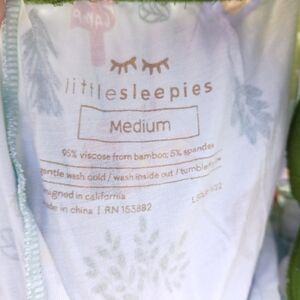 CAMP
littlesleepies
Medium
95% viscose from bamboo; 5% spandex
gentle wash cold / wash inside out / tumble
designed in california
made in china | RN 153882